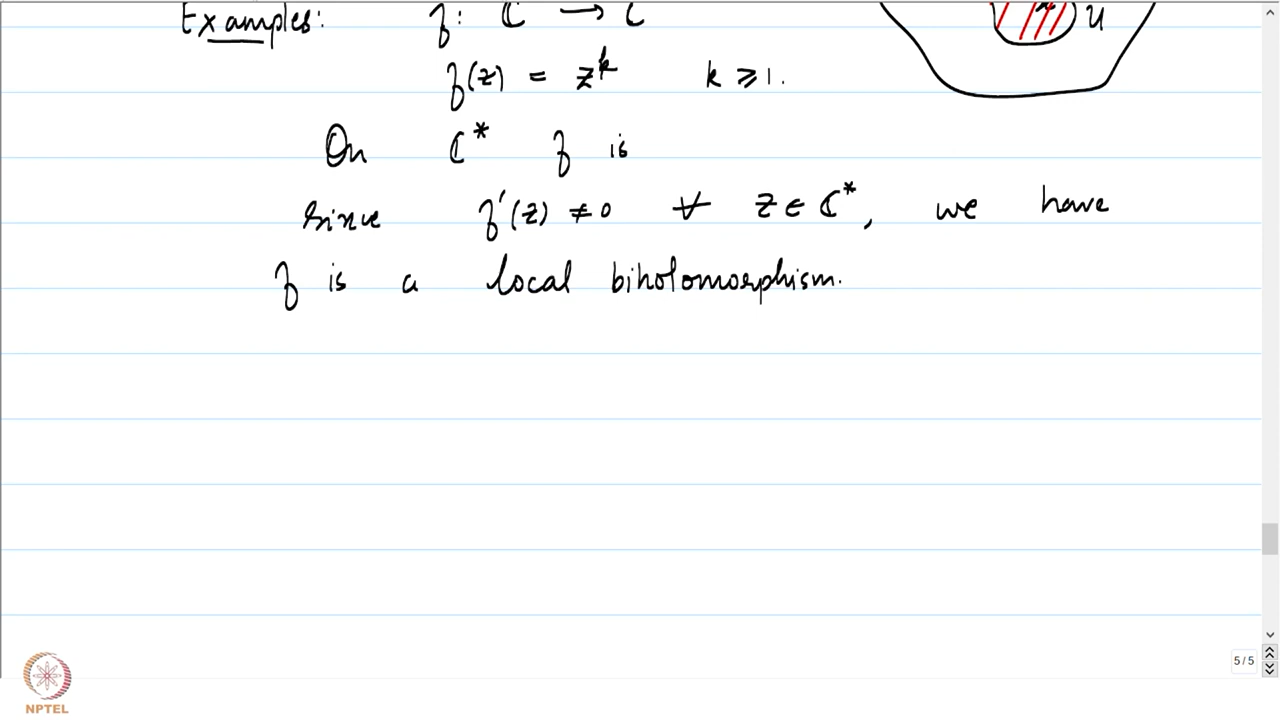 Examples: f: ℂ → ℂ
U
f(z) = z^k k ≥ 1.
On ℂ* f is
since f'(z) ≠ 0 ∀ z ∈ ℂ*, we have
f is a local biholomorphism.
5 / 5
NPTEL